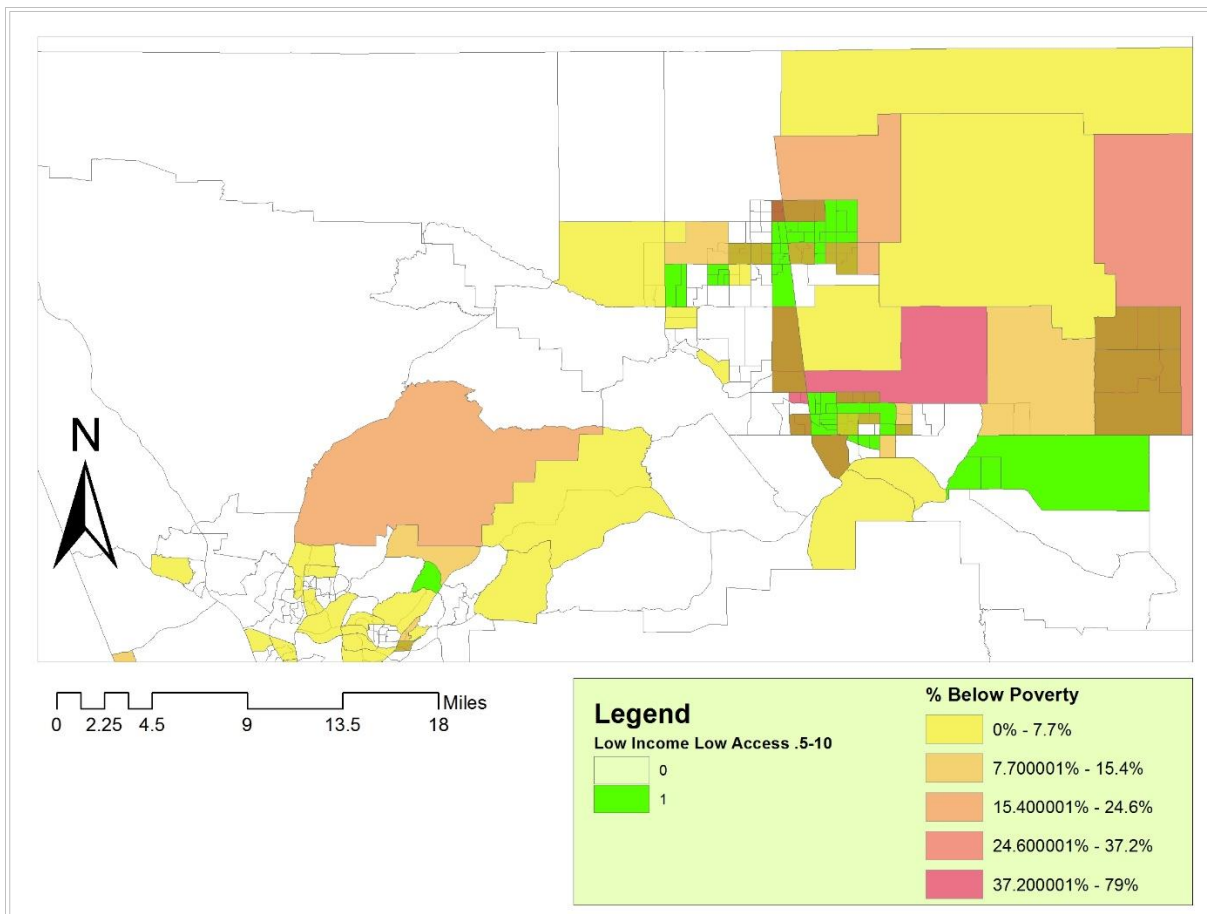 N
Miles
0 2.25 4.5 9 13.5 18
Legend
Low Income Low Access .5-10
0
1
% Below Poverty
0% - 7.7%
7.700001% - 15.4%
15.400001% - 24.6%
24.600001% - 37.2%
37.200001% - 79%